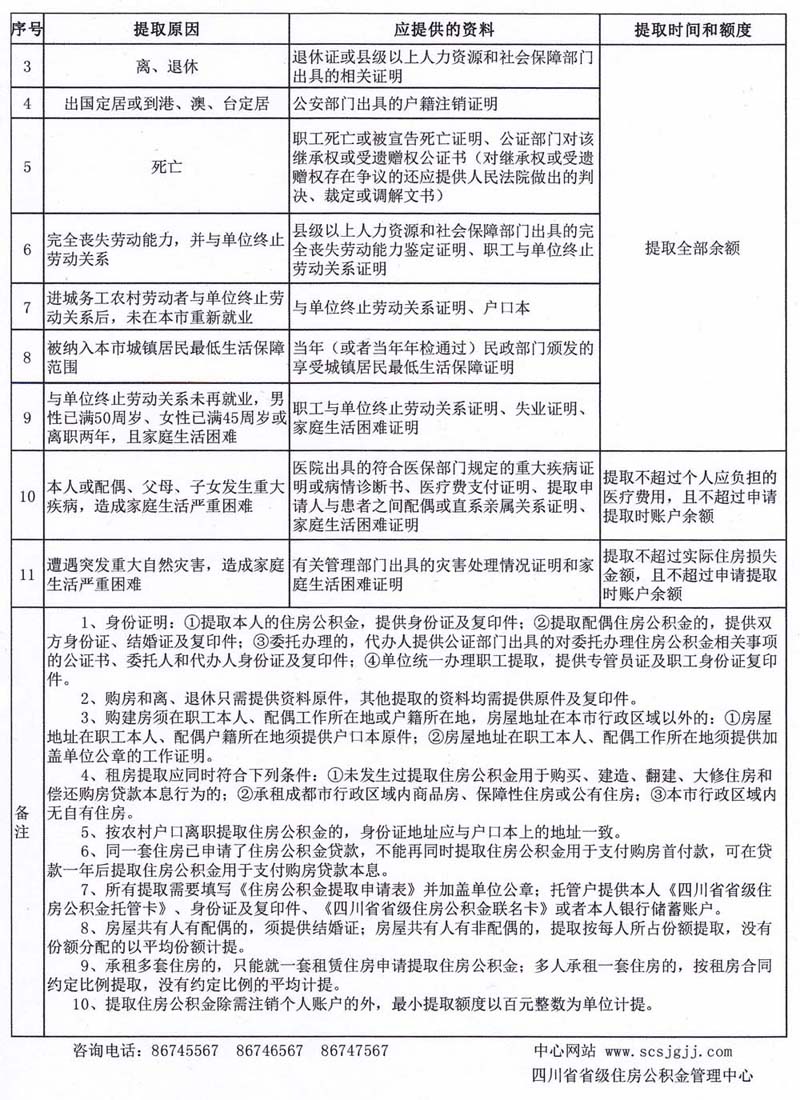 序号 提取原因 应提供的资料 提取时间和额度
3 离、退休 退休证或县级以上人力资源和社会保障部门
出具的相关证明
4 出国定居或到港、澳、台定居 公安部门出具的户籍注销证明
5 死亡 职工死亡或被宣告死亡证明、公证部门对该
继承权或受遗赠权公证书（对继承权或受遗
赠权存在争议的还应提供人民法院做出的判
决、裁定或调解文书）
提取全部余额
6 完全丧失劳动能力，并与单位终止
劳动关系
县级以上人力资源和社会保障部门出具的完
全丧失劳动能力鉴定证明、职工与单位终止
劳动关系证明
7 进城务工农村劳动者与单位终止劳
动关系后，未在本市重新就业
与单位终止劳动关系证明、户口本
8 被纳入本市城镇居民最低生活保障
范围
当年（或者当年年检通过）民政部门颁发的
享受城镇居民最低生活保障证明
9 与单位终止劳动关系未再就业，男
性已满50周岁、女性已满45周岁或
离职两年，且家庭生活困难
职工与单位终止劳动关系证明、失业证明、
家庭生活困难证明
10 本人或配偶、父母、子女发生重大
疾病，造成家庭生活严重困难
医院出具的符合医保部门规定的重大疾病证
明或病情诊断书、医疗费支付证明、提取申
请人与患者之间配偶或直系亲属关系证明、
家庭生活困难证明
提取不超过个人应负担的
医疗费用，且不超过申请
提取时账户余额
11 遭遇突发重大自然灾害，造成家庭
生活严重困难
有关管理部门出具的灾害处理情况证明和家
庭生活困难证明
提取不超过实际住房损失
金额，且不超过申请提取
时账户余额
备
注
1、身份证明：①提取本人的住房公积金，提供身份证及复印件；②提取配偶住房公积金的，提供双
方身份证、结婚证及复印件；③委托办理的，代办人提供公证部门出具的对委托办理住房公积金相关事项
的公证书、委托人和代办人身份证及复印件；④单位统一办理职工提取，提供专管员证及职工身份证复印
件。
2、购房和离、退休只需提供资料原件，其他提取的资料均需提供原件及复印件。
3、购建房须在职工本人、配偶工作所在地或户籍所在地，房屋地址在本市行政区域以外的：①房屋
地址在职工本人、配偶户籍所在地须提供户口本原件；②房屋地址在职工本人、配偶工作所在地须提供加
盖单位公章的工作证明。
4、租房提取应同时符合下列条件：①未发生过提取住房公积金用于购买、建造、翻建、大修住房和
偿还购房贷款本息行为的；②承租成都市行政区域内商品房、保障性住房或公有住房；③本市行政区域内
无自有住房。
5、按农村户口离职提取住房公积金的，身份证地址应与户口本上的地址一致。
6、同一套住房已申请了住房公积金贷款，不能再同时提取住房公积金用于支付购房首付款，可在贷
款一年后提取住房公积金用于支付购房贷款本息。
7、所有提取需要填写《住房公积金提取申请表》并加盖单位公章；托管户提供本人《四川省省级住
房公积金托管卡》、身份证及复印件、《四川省省级住房公积金联名卡》或者本人银行储蓄账户。
8、房屋共有人有配偶的，须提供结婚证；房屋共有人有非配偶的，提取按每人所占份额提取，没有
份额分配的以平均份额计提。
9、承租多套住房的，只能就一套租赁住房申请提取住房公积金；多人承租一套住房的，按租房合同
约定比例提取，没有约定比例的平均计提。
10、提取住房公积金除需注销个人账户的外，最小提取额度以百元整数为单位计提。
咨询电话：86745567 86746567 86747567 中心网站 www.scsjgjj.com
四川省省级住房公积金管理中心